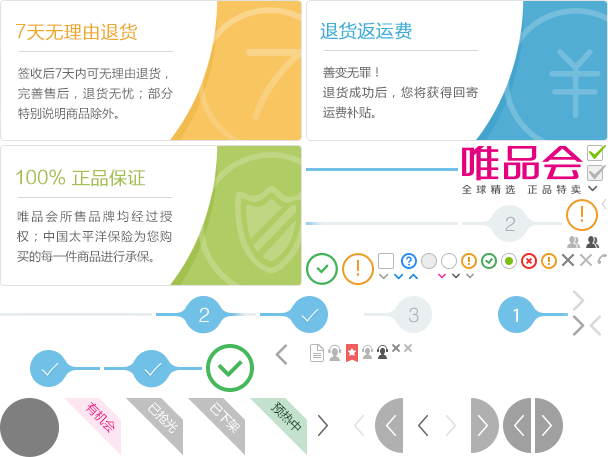 7天无理由退货
签收后7天内可无理由退货，
完善售后，退货无忧；部分
特别说明商品除外。
7
退货返运费
善变无罪！
退货成功后，您将获得回寄
运费补贴。
¥
100% 正品保证
唯品会所售品牌均经过授
权；中国太平洋保险为您购
买的每一件商品进行承保。
唯品会
全球精选 正品特卖
2
2
3
1
有机会
已抢光
已下架
预热中